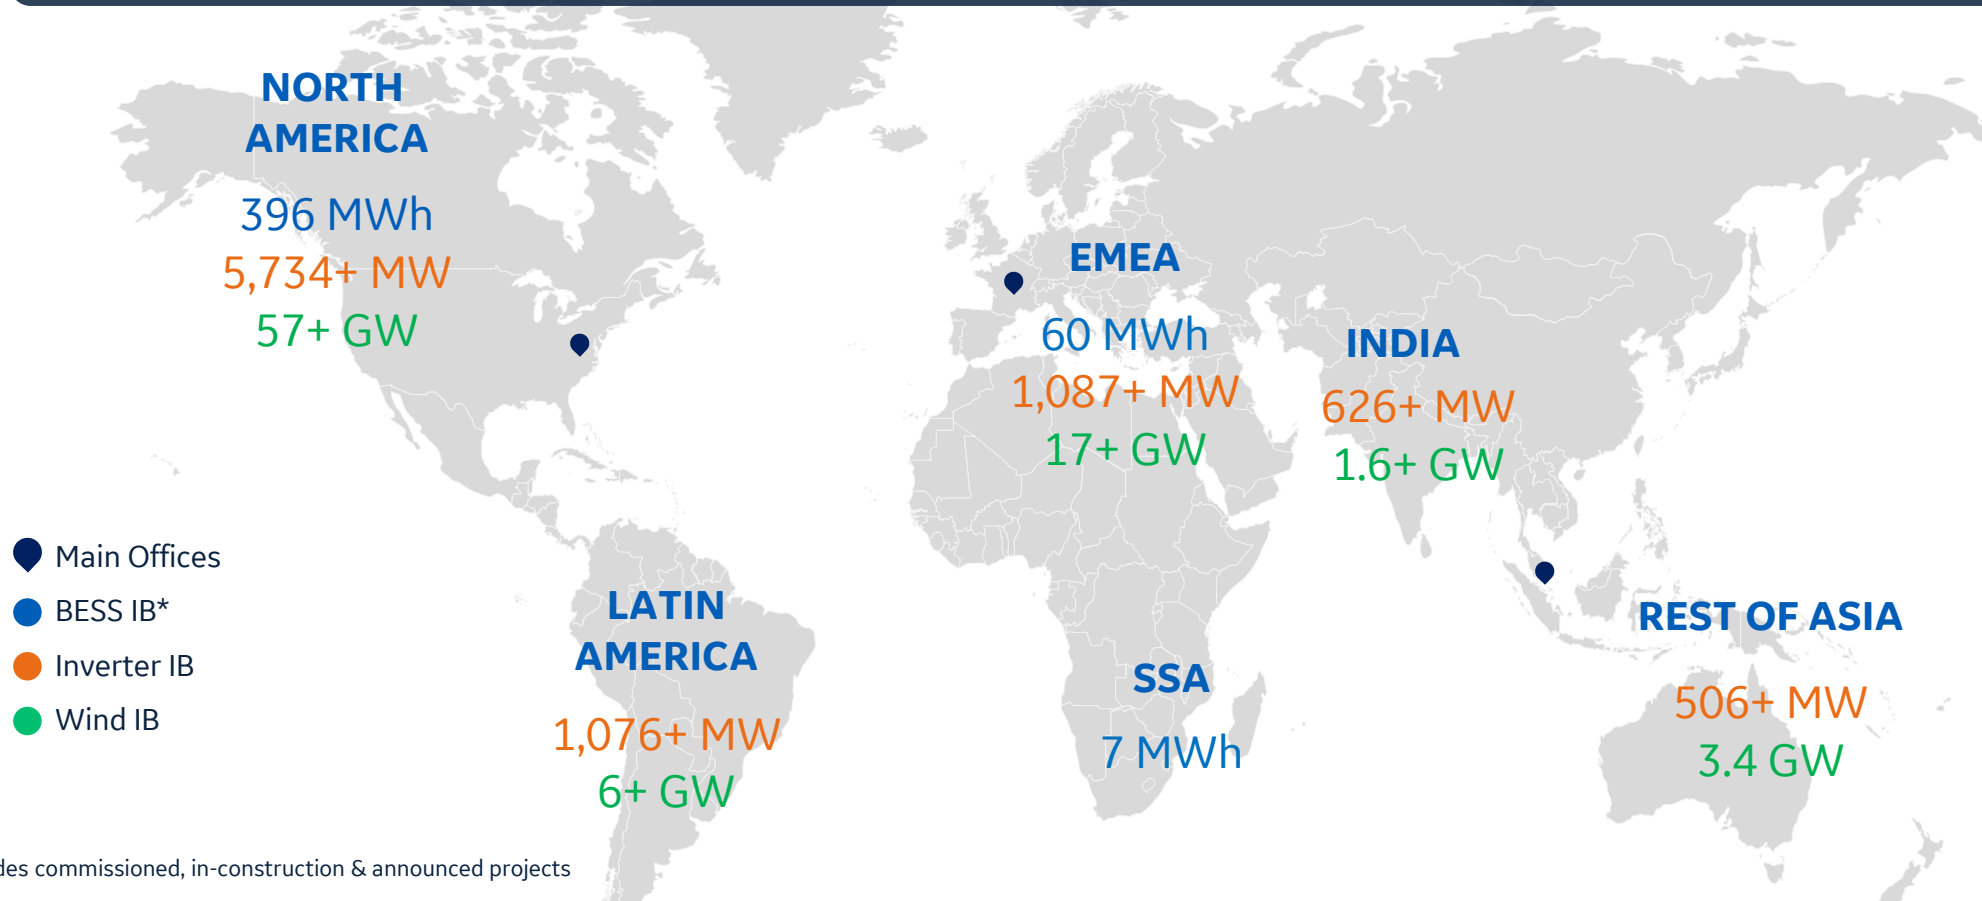 NORTH
AMERICA
396 MWh
5,734+ MW
57+ GW
EMEA
60 MWh
1,087+ MW
17+ GW
INDIA
626+ MW
1.6+ GW
Main Offices
BESS IB*
Inverter IB
Wind IB
LATIN
AMERICA
1,076+ MW
6+ GW
SSA
7 MWh
REST OF ASIA
506+ MW
3.4 GW
commissioned, in-construction & announced projects